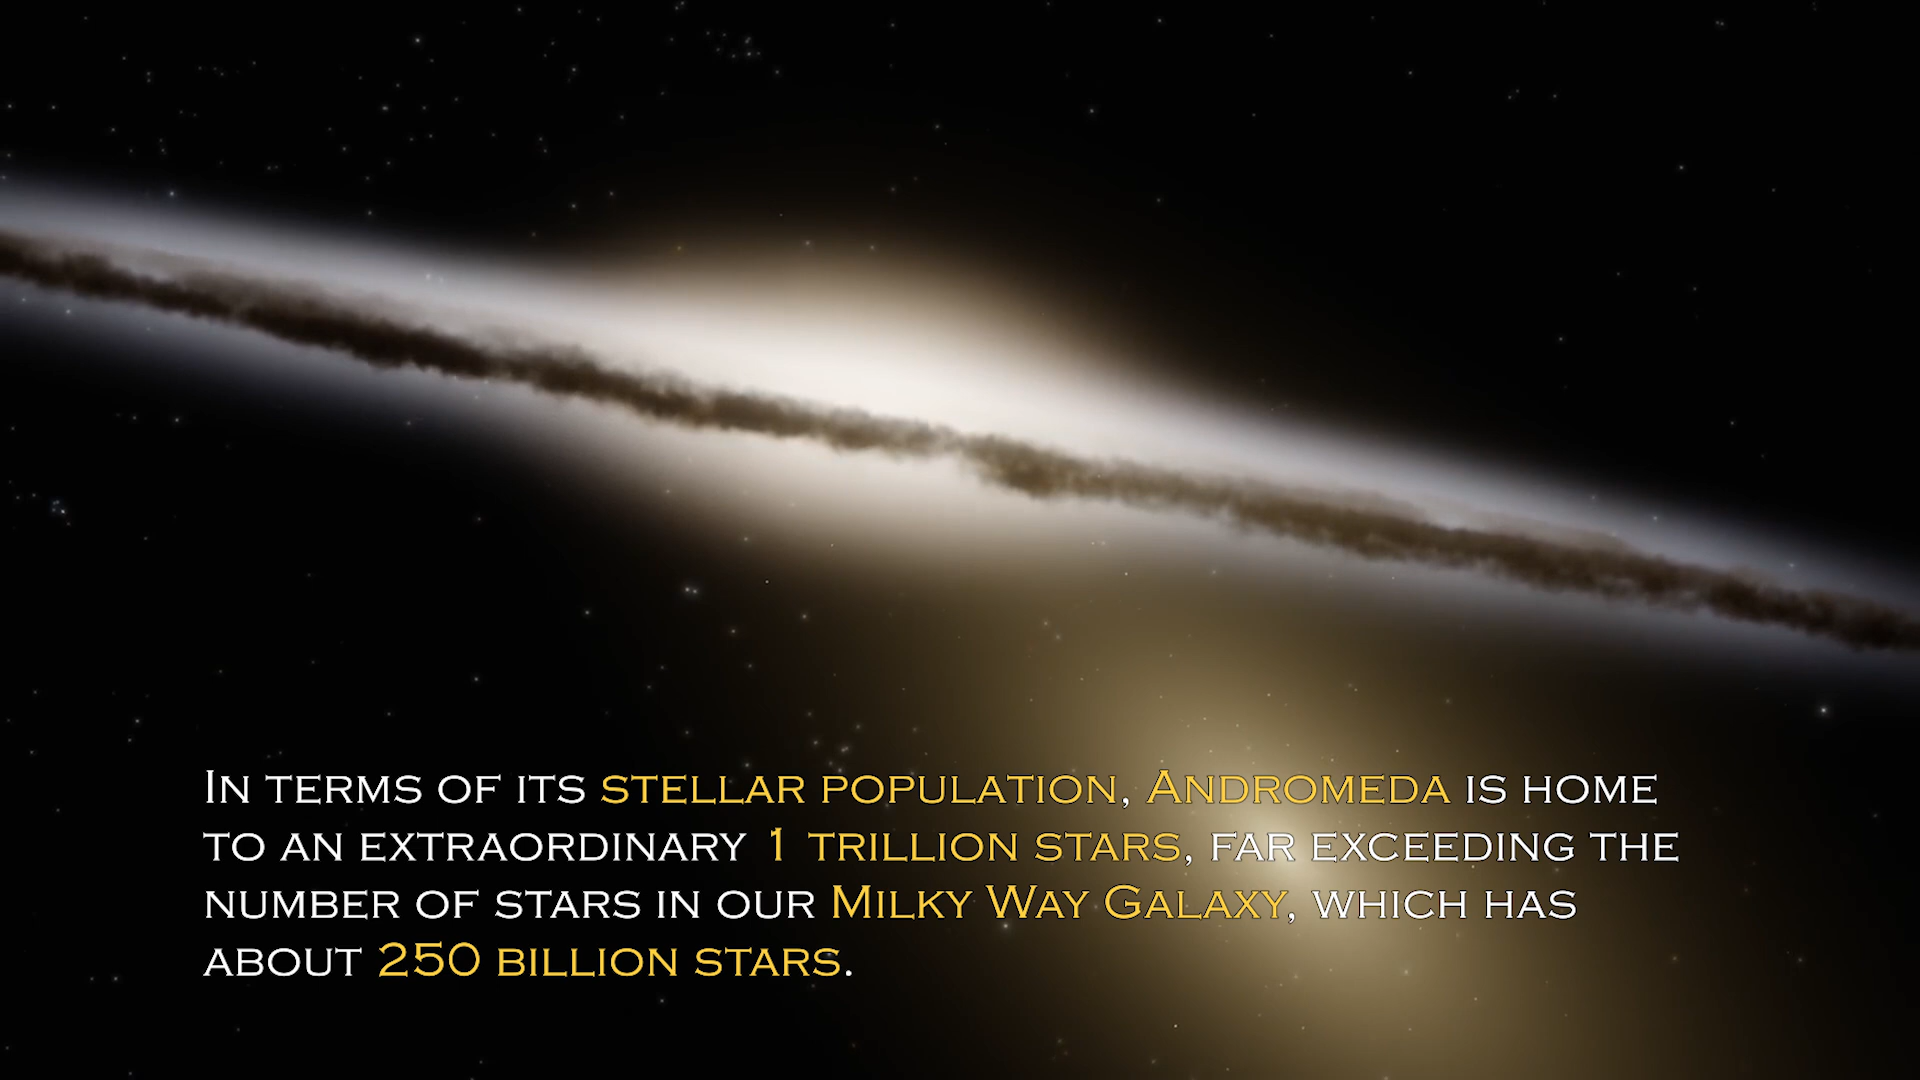 In terms of its stellar population, Andromeda is home
to an extraordinary 1 trillion stars, far exceeding the
number of stars in our Milky Way Galaxy, which has
about 250 billion stars.